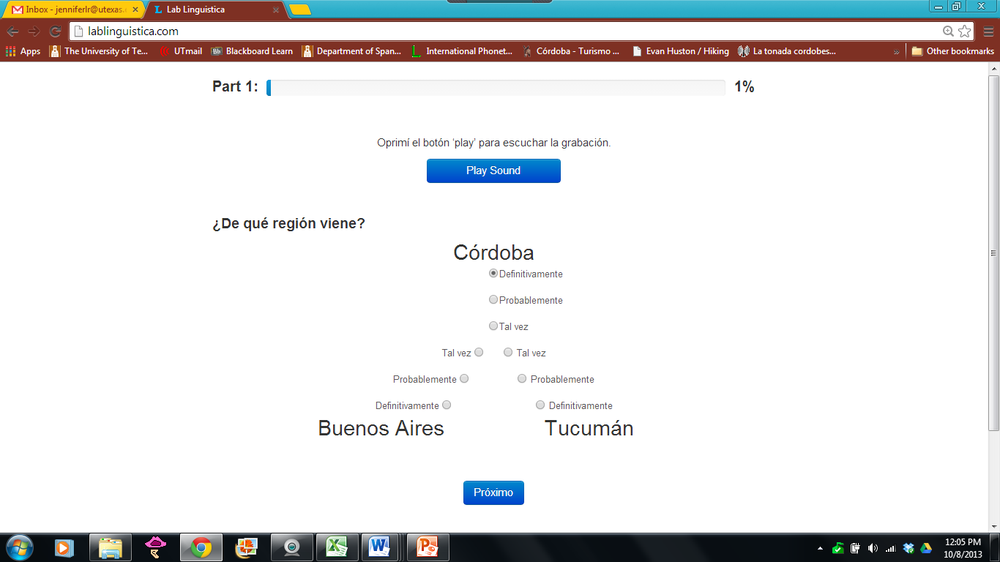 Inbox - jenniferlr@utexas.
Lab Linguistica
lablinguistica.com
Apps
The University of Te...
UTmail
Bb Blackboard Learn
Department of Span...
International Phonet...
Córdoba - Turismo ...
Evan Huston / Hiking
La tonada cordobes...
»
Other bookmarks
Part 1:
1%
Oprimí el botón ‘play’ para escuchar la grabación.
Play Sound
¿De qué región viene?
Córdoba
Definitivamente
Probablemente
Tal vez
Tal vez Tal vez
Probablemente Probablemente
Definitivamente Definitivamente
Buenos Aires Tucumán
Próximo
12:05 PM
10/8/2013